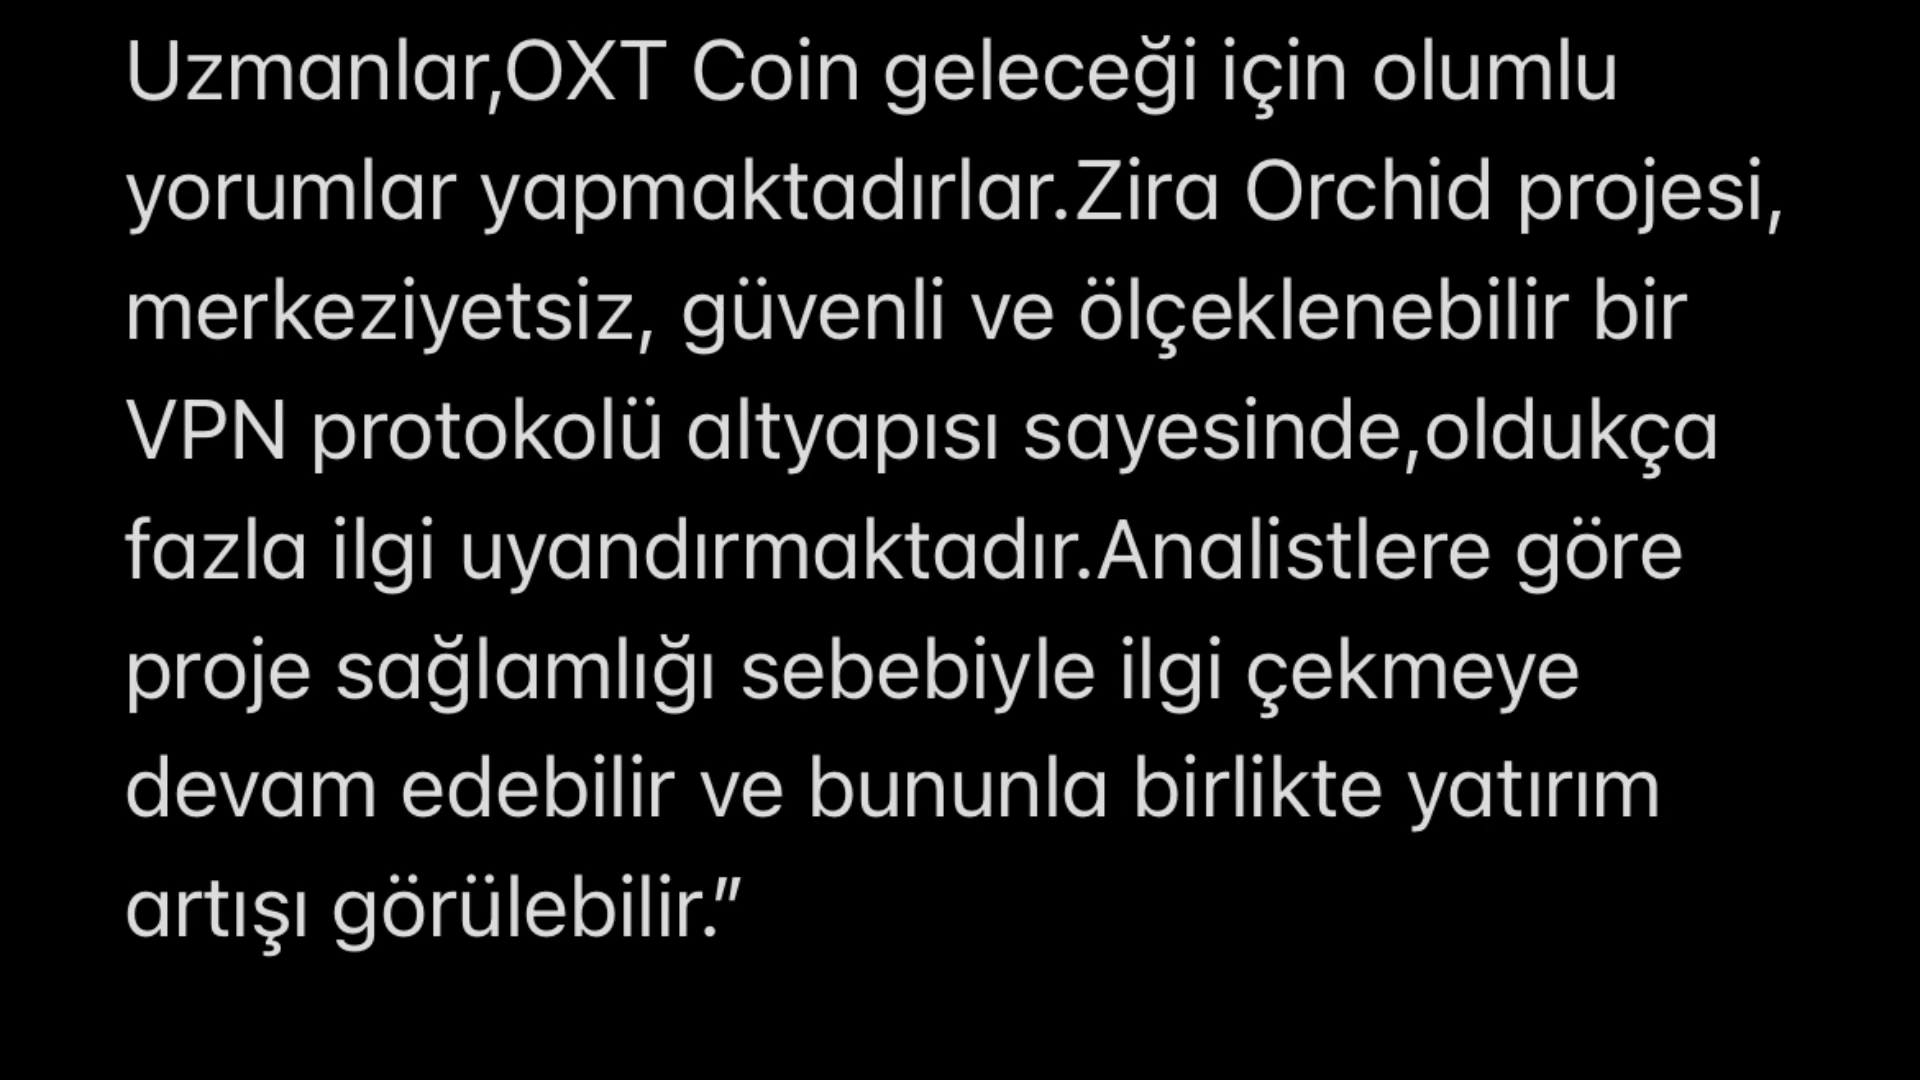 Uzmanlar,OXT Coin geleceği için olumlu
yorumlar yapmaktadırlar.Zira Orchid projesi,
merkeziyetsiz, güvenli ve ölçeklenebilir bir
VPN protokolü altyapısı sayesinde,oldukça
fazla ilgi uyandırmaktadır.Analistlere göre
proje sağlamlığı sebebiyle ilgi çekmeye
devam edebilir ve bununla birlikte yatırım
artışı görülebilir.”